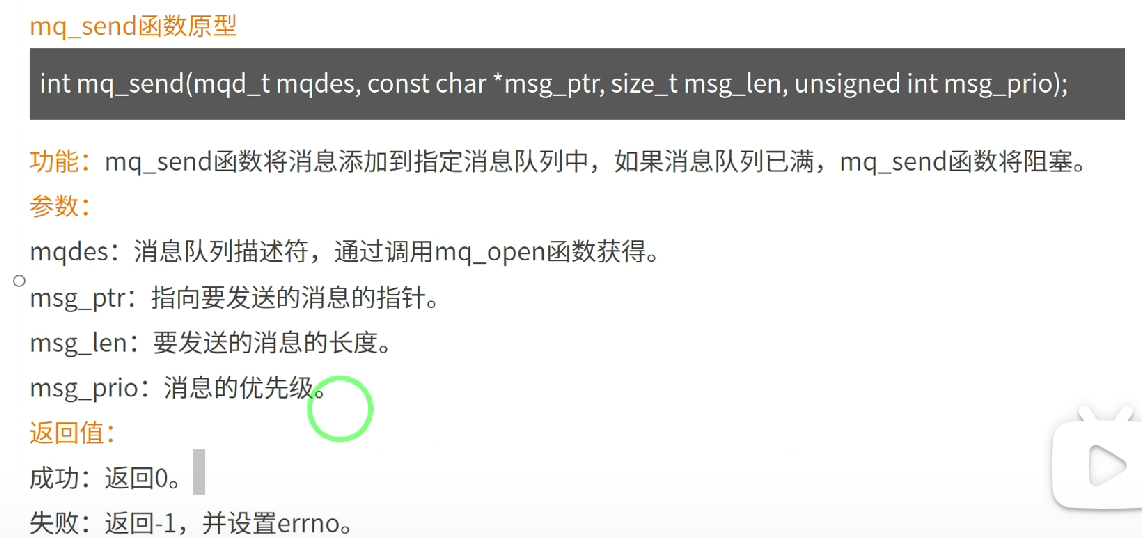 mq_send函数原型
int mq_send(mqd_t mqdes, const char *msg_ptr, size_t msg_len, unsigned int msg_prio);
功能：mq_send函数将消息添加到指定消息队列中，如果消息队列已满，mq_send函数将阻塞。
参数：
mqdes：消息队列描述符，通过调用mq_open函数获得。
msg_ptr：指向要发送的消息的指针。
msg_len：要发送的消息的长度。
msg_prio：消息的优先级。
返回值：
成功：返回0。
失败：返回-1，并设置errno。